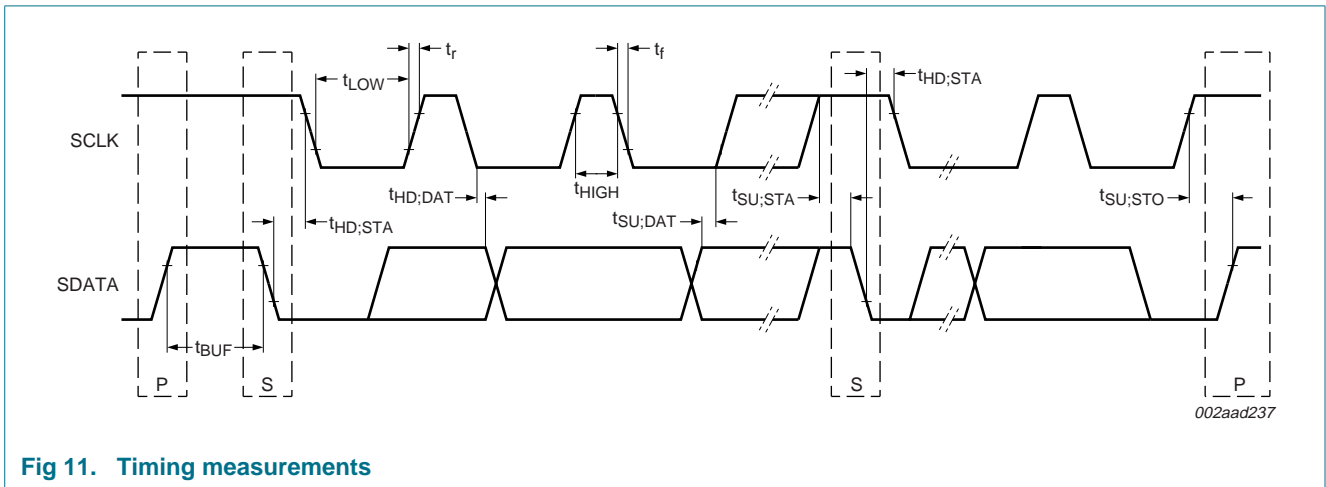 tr
tf
tLOW
tHD;STA
SCLK
tHD;DAT
tHIGH
tSU;DAT
tSU;STA
tSU;STO
tHD;STA
SDATA
tBUF
P
S
S
P
002aad237
Fig 11. Timing measurements